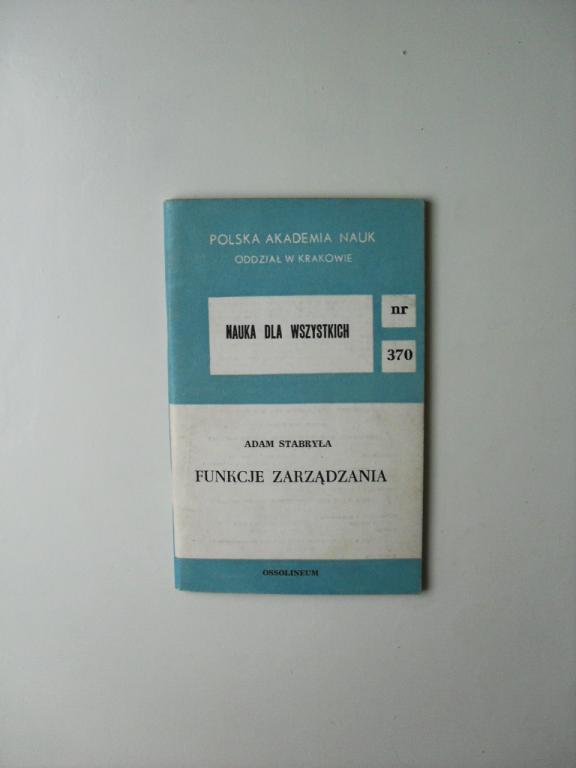 POLSKA AKADEMIA NAUK
ODDZIAŁ W KRAKOWIE
NAUKA DLA WSZYSTKICH
nr
370
ADAM STABRYŁA
FUNKCJE ZARZĄDZANIA
OSSOLINEUM